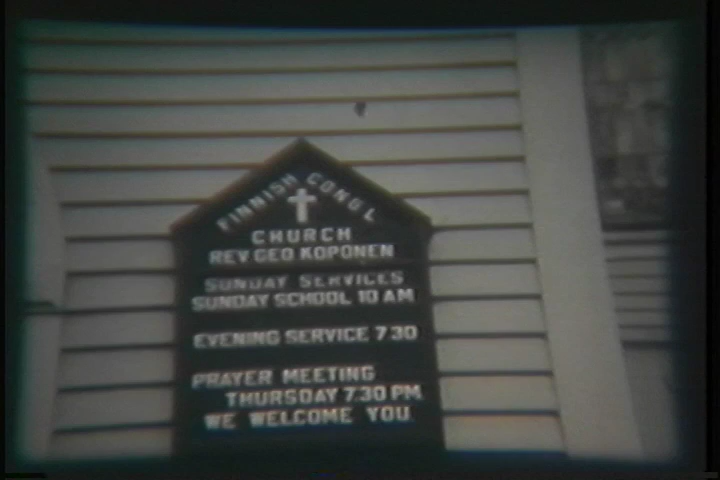 FINNISH CONGL
CHURCH
REV GEO KOPONEN
SUNDAY SERVICES
SUNDAY SCHOOL 10 AM
EVENING SERVICE 7.30
PRAYER MEETING
THURSDAY 7.30 PM
WE WELCOME YOU